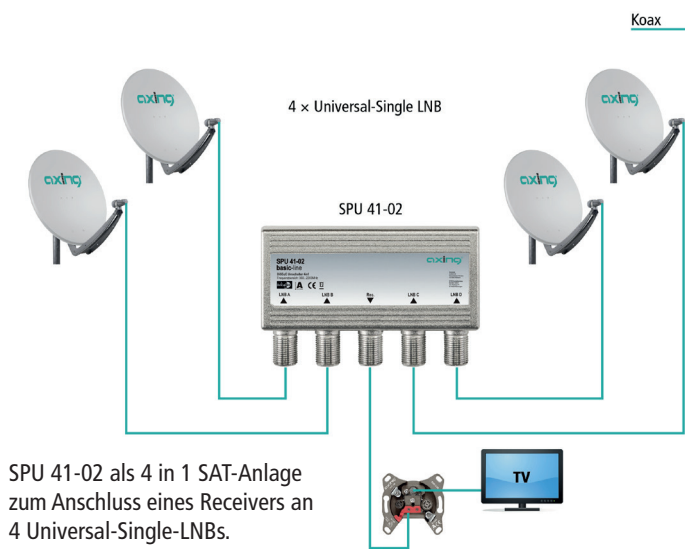 Koax
axing
axing
4 × Universal-Single LNB
axing
axing
SPU 41-02
SPU 41-02
basic-line
axing
A CE
LNB A
LNB B
Rec.
LNB C
LNB D
TV
SPU 41-02 als 4 in 1 SAT-Anlage
zum Anschluss eines Receivers an
4 Universal-Single-LNBs.